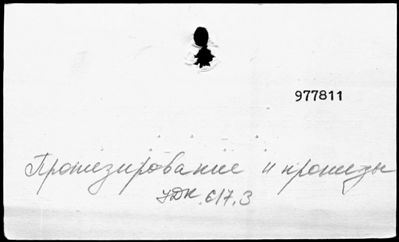 977811
Протезирование и протезы
УДК 617.3